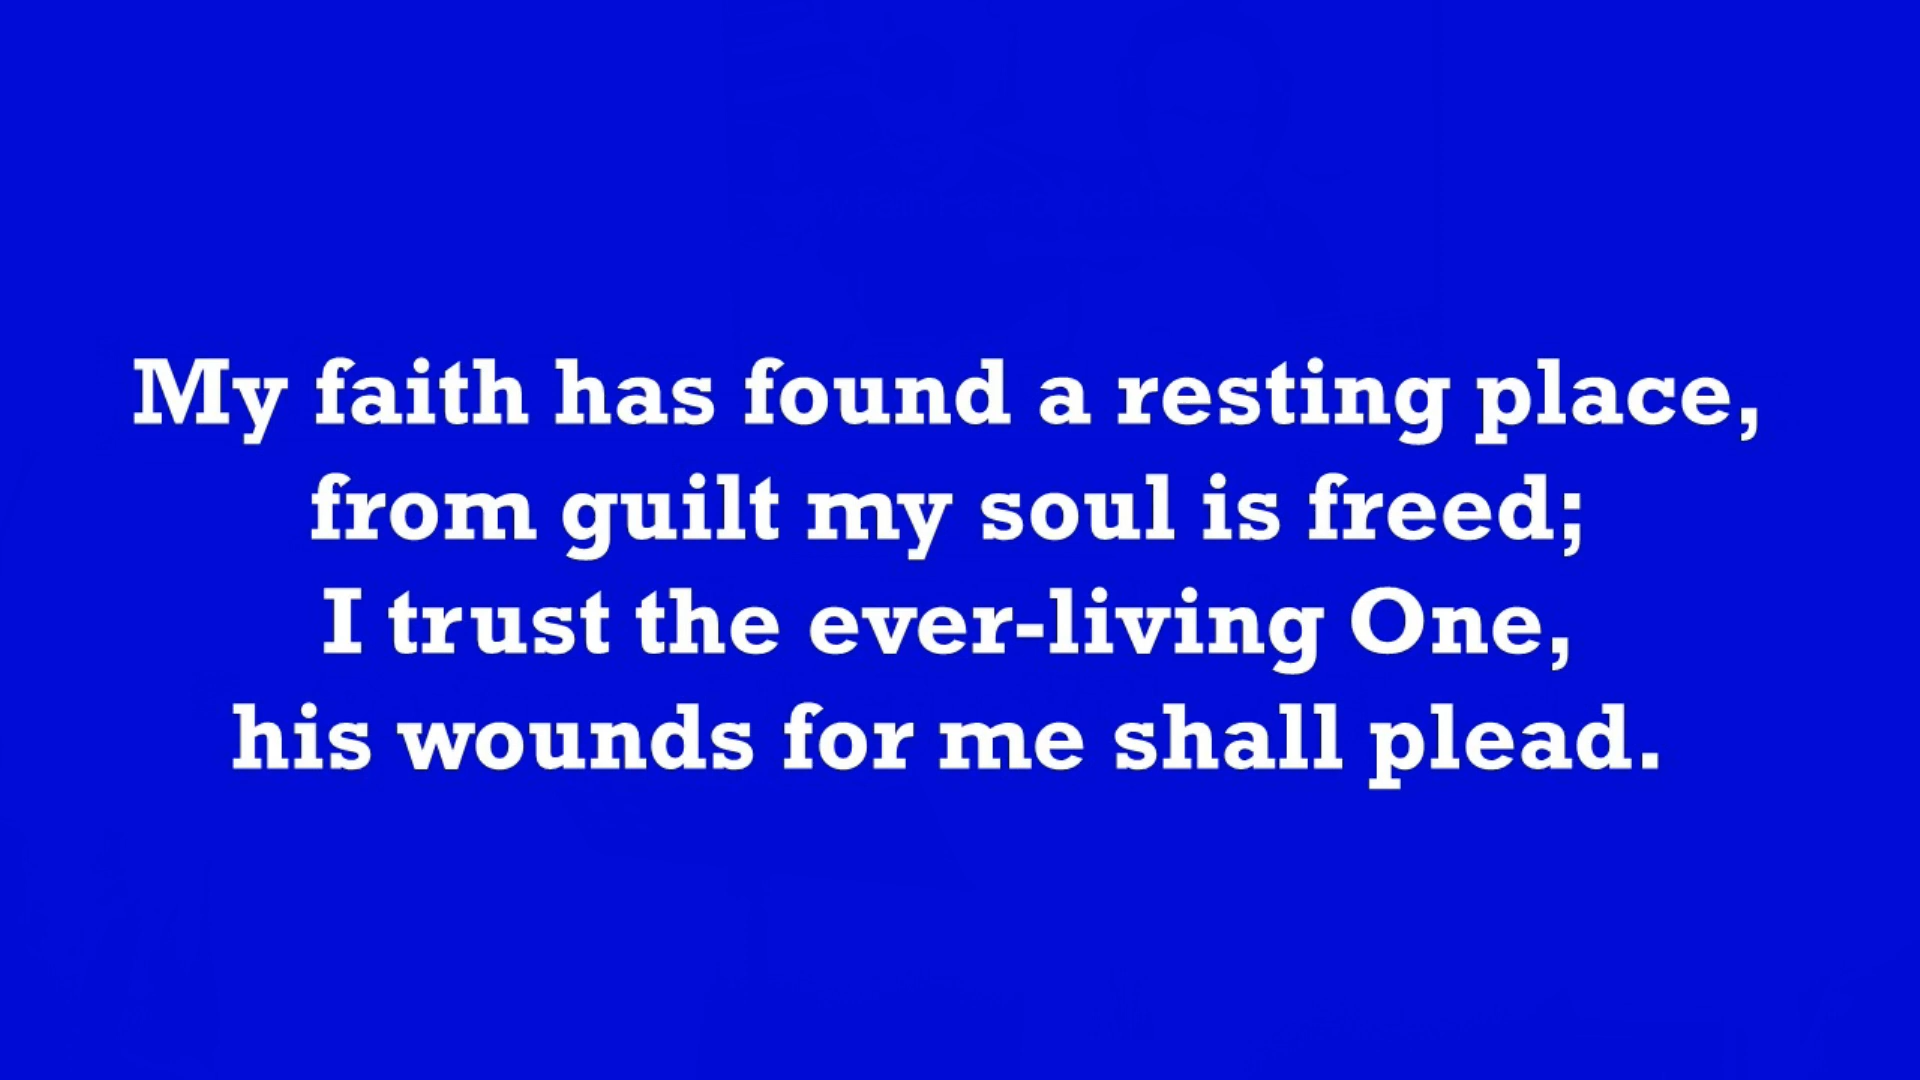 My faith has found a resting place,
from guilt my soul is freed;
I trust the ever-living One,
his wounds for me shall plead.